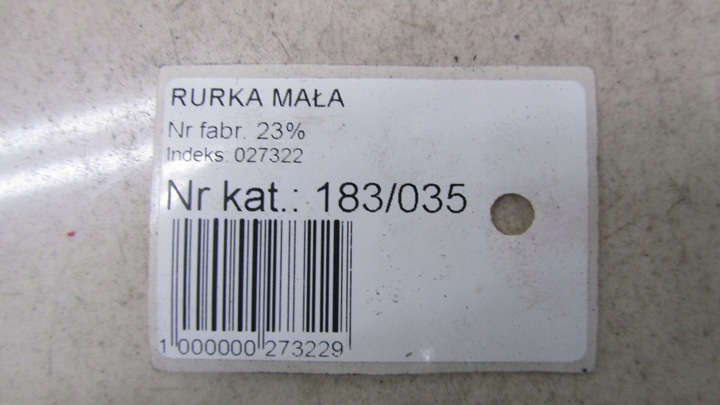 RURKA MAŁA
Nr fabr. 23%
Indeks: 027322
Nr kat.: 183/035
1 000000 273229